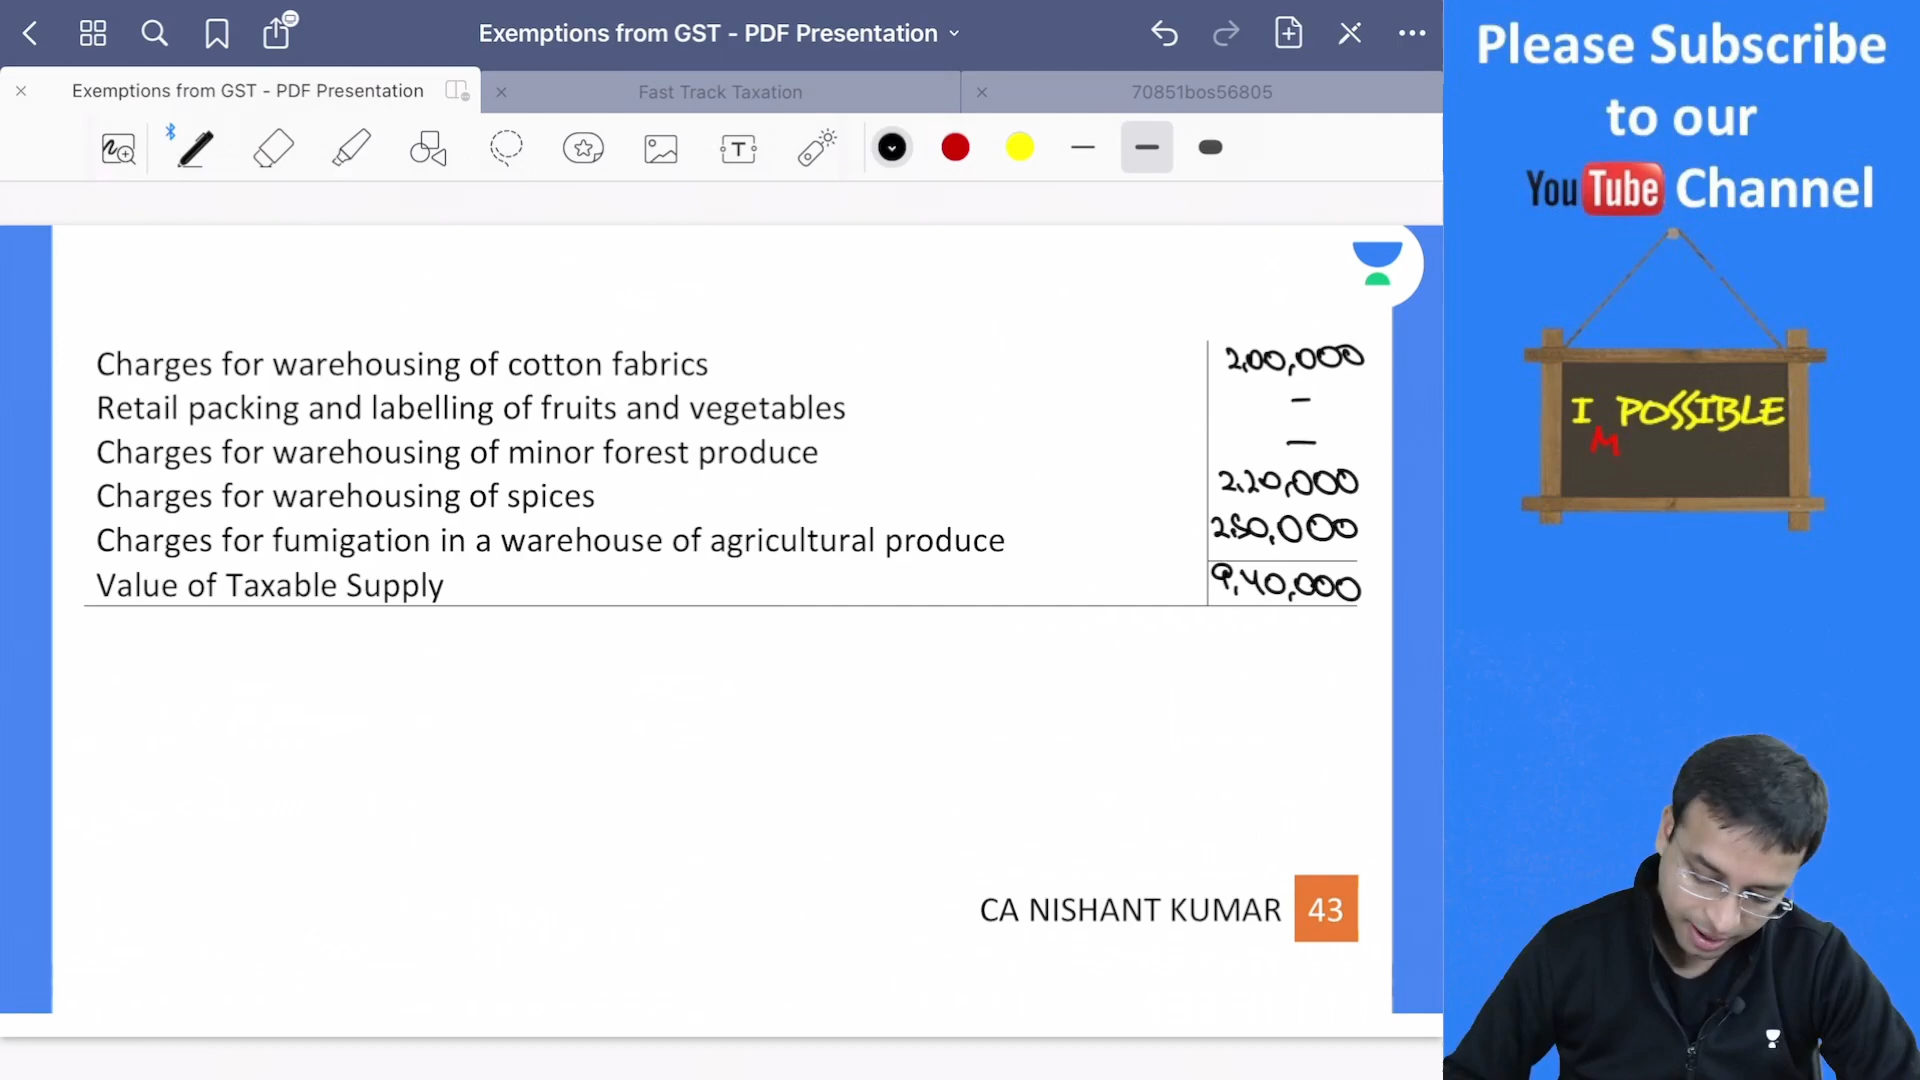 Exemptions from GST - PDF Presentation
Exemptions from GST - PDF Presentation
Fast Track Taxation
70851bos56805
T
Charges for warehousing of cotton fabrics 2,00,000
Retail packing and labelling of fruits and vegetables -
Charges for warehousing of minor forest produce -
Charges for warehousing of spices 2,20,000
Charges for fumigation in a warehouse of agricultural produce 2,50,000
Value of Taxable Supply 9,40,000
CA NISHANT KUMAR 43
Please Subscribe
to our
YouTube Channel
I POSSIBLE
M